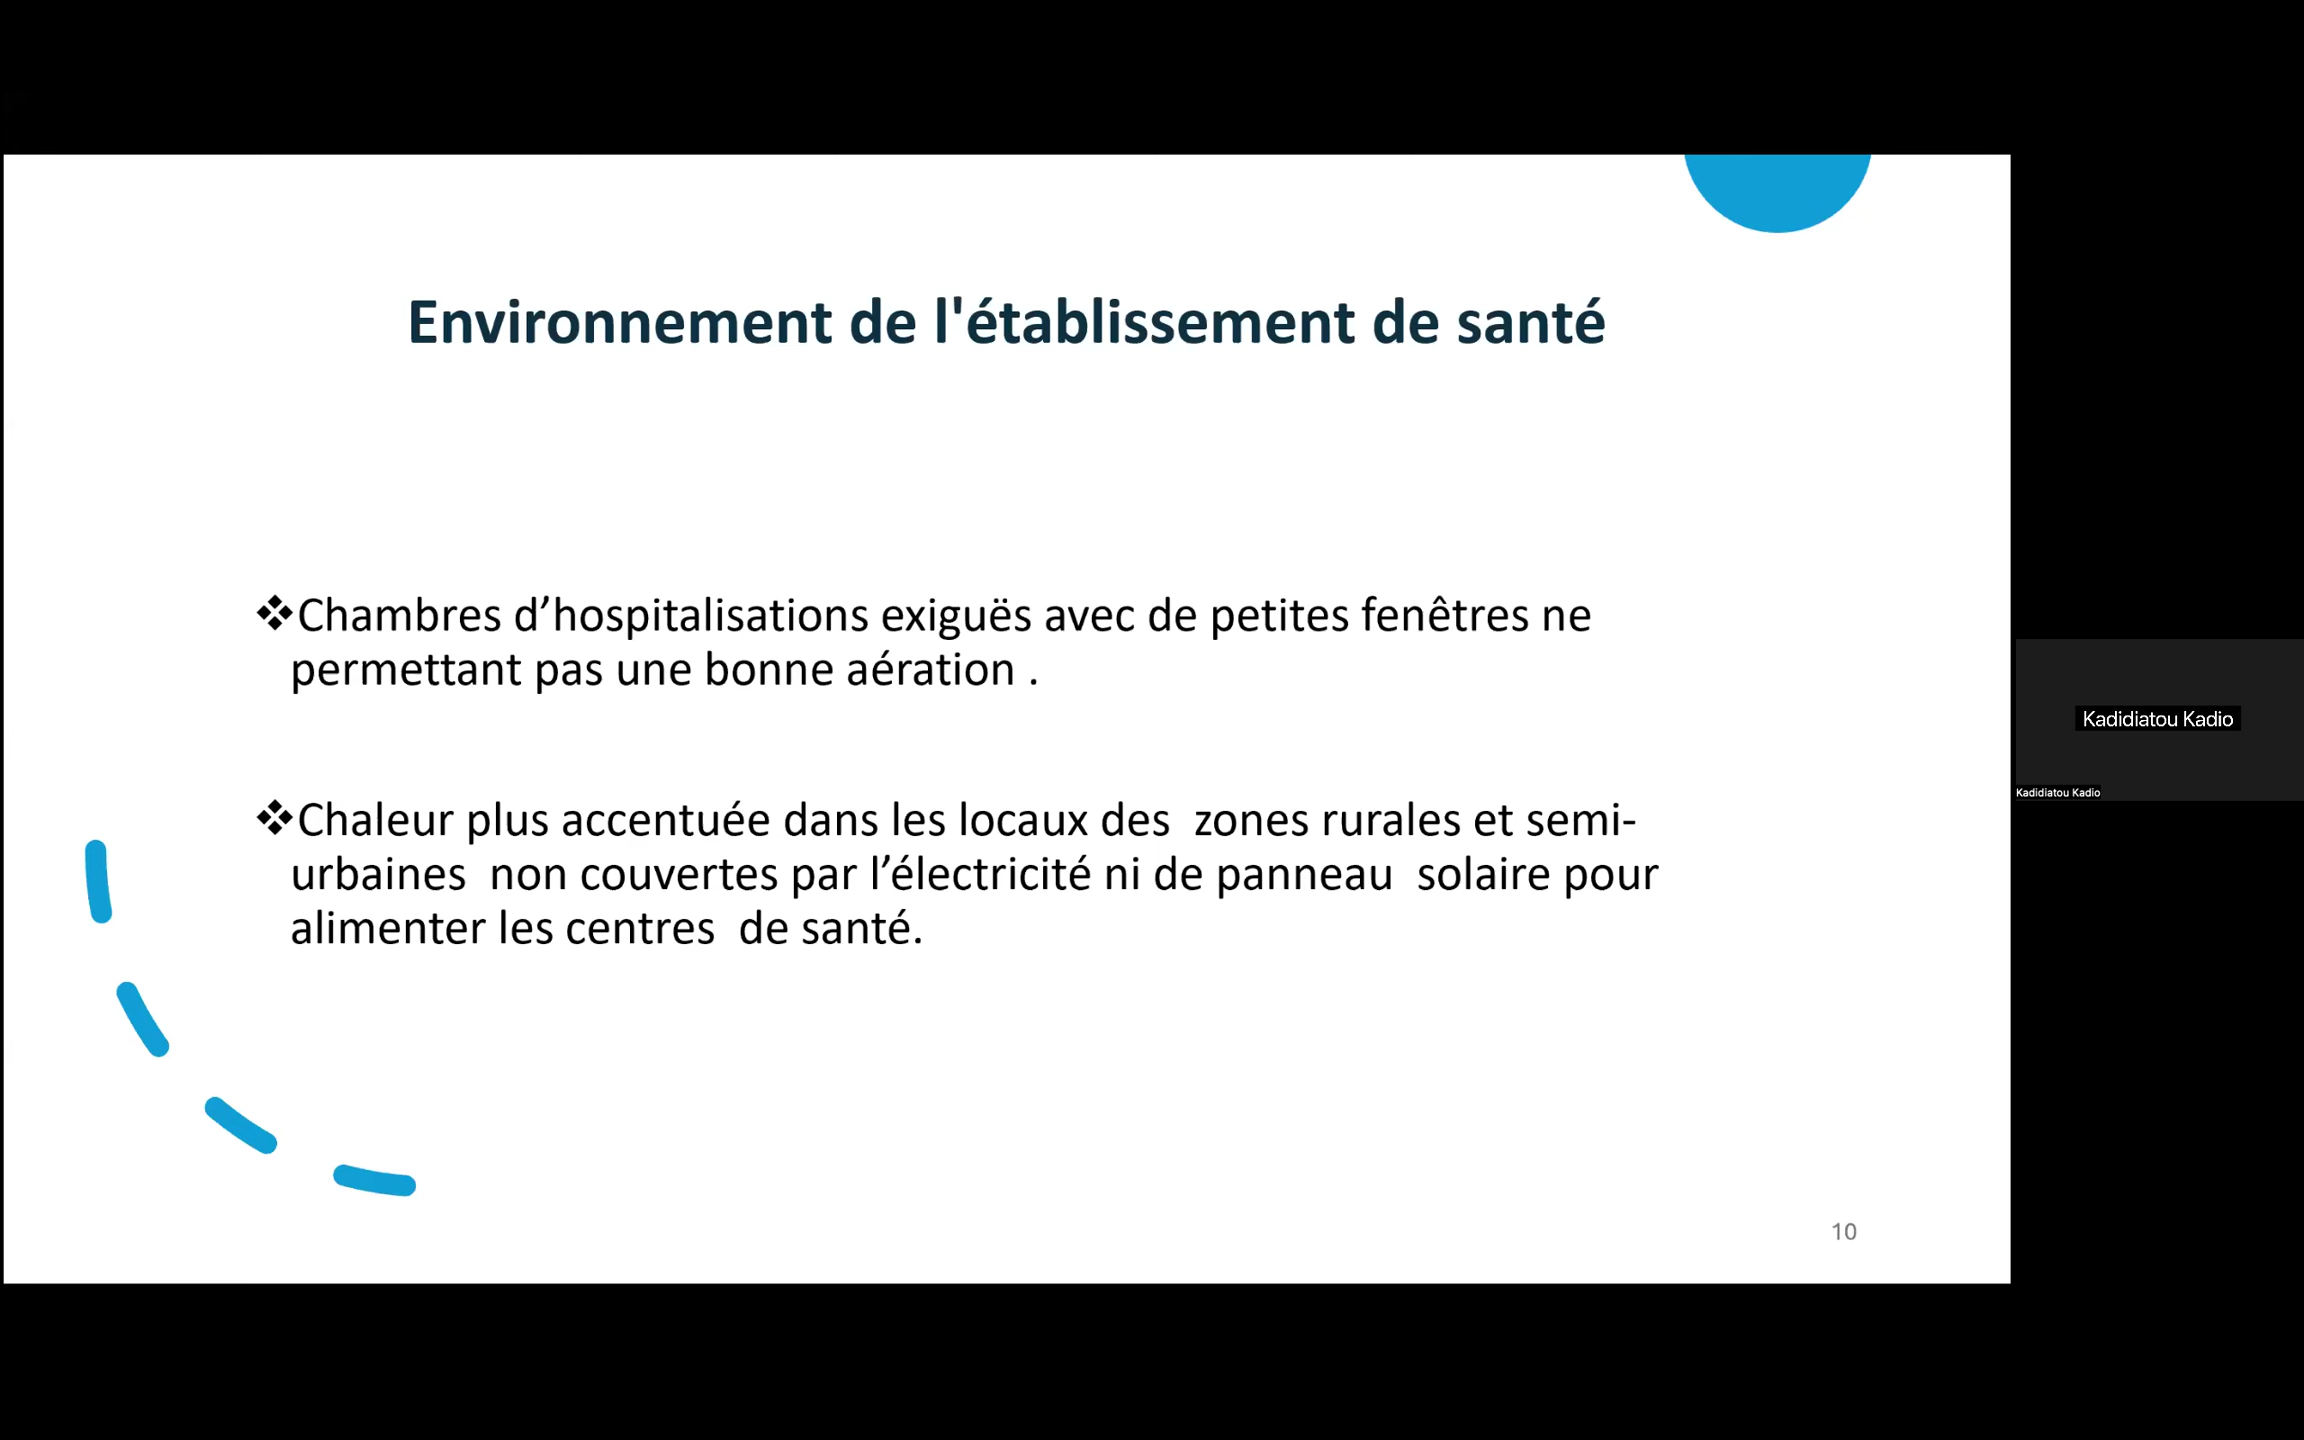 Environnement de l'établissement de santé
❖Chambres d’hospitalisations exiguës avec de petites fenêtres ne
permettant pas une bonne aération .
❖Chaleur plus accentuée dans les locaux des  zones rurales et semi-
urbaines  non couvertes par l’électricité ni de panneau  solaire pour
alimenter les centres  de santé.
10
Kadidiatou Kadio
Kadidiatou Kadio